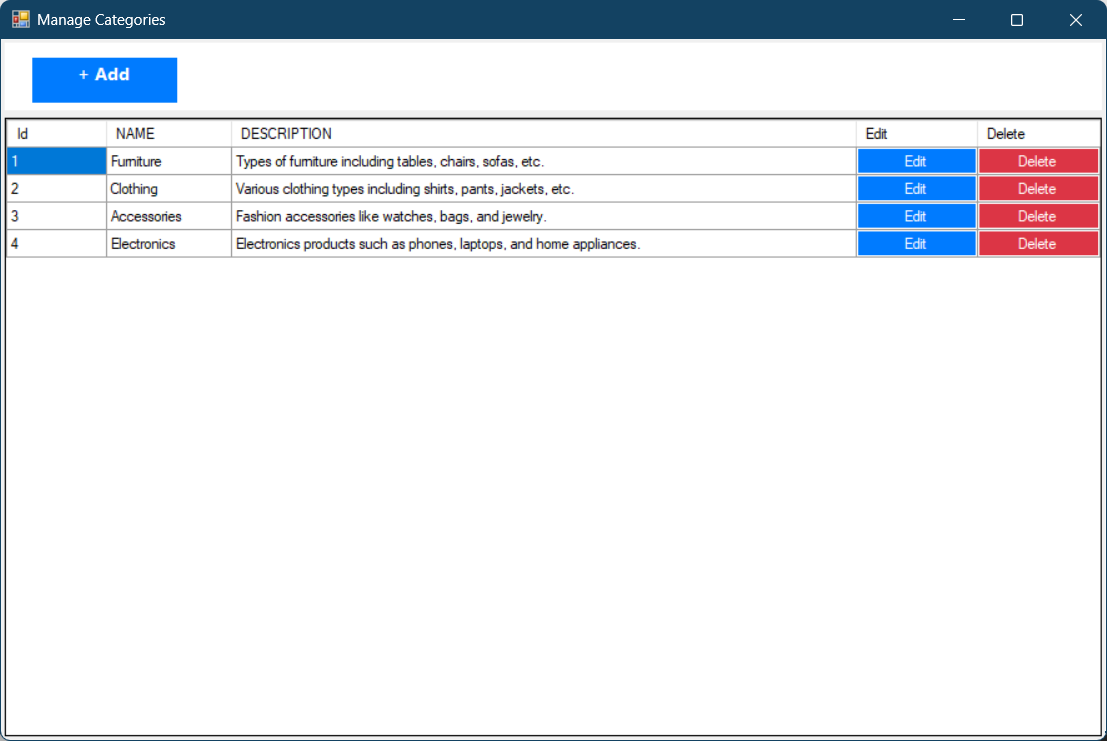 Manage Categories
+ Add
Id NAME DESCRIPTION Edit Delete
1 Furniture Types of furniture including tables, chairs, sofas, etc. Edit Delete
2 Clothing Various clothing types including shirts, pants, jackets, etc. Edit Delete
3 Accessories Fashion accessories like watches, bags, and jewelry. Edit Delete
4 Electronics Electronics products such as phones, laptops, and home appliances. Edit Delete